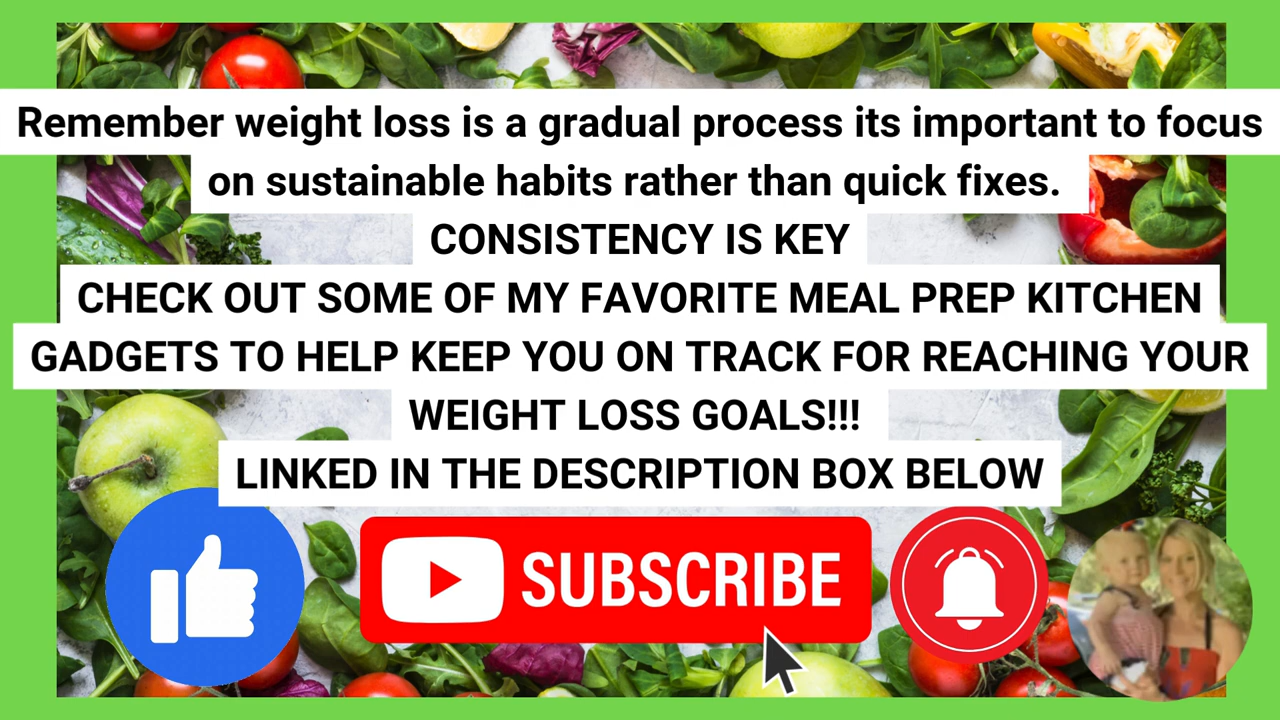 Remember weight loss is a gradual process its important to focus
on sustainable habits rather than quick fixes.
CONSISTENCY IS KEY
CHECK OUT SOME OF MY FAVORITE MEAL PREP KITCHEN
GADGETS TO HELP KEEP YOU ON TRACK FOR REACHING YOUR
WEIGHT LOSS GOALS!!!
LINKED IN THE DESCRIPTION BOX BELOW
SUBSCRIBE